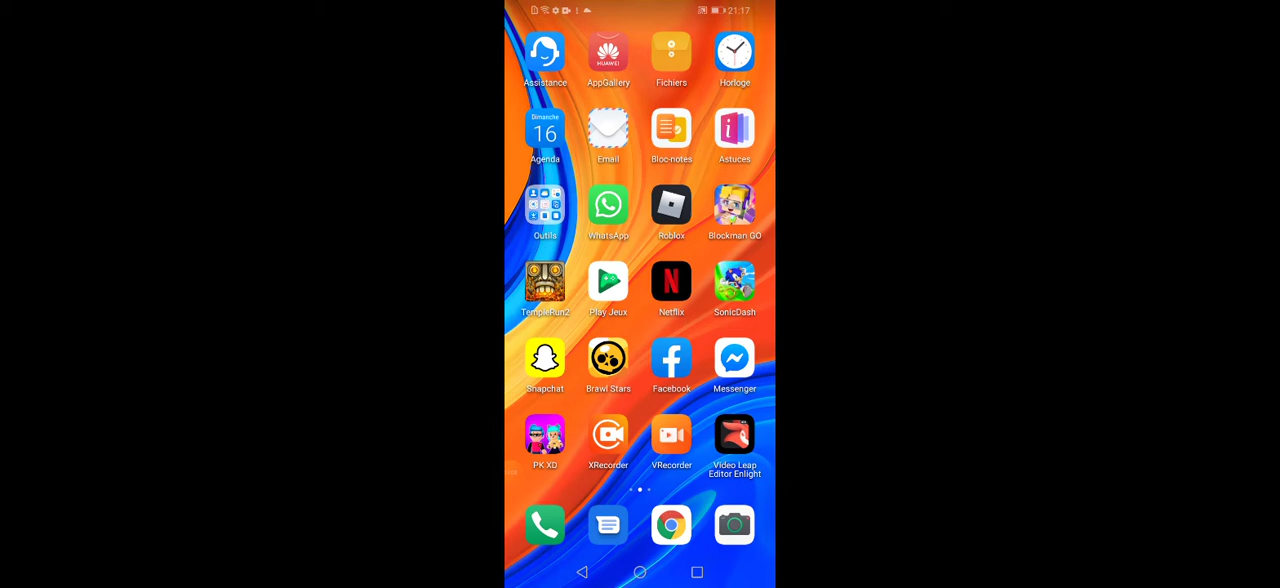 21:17
HUAWEI
Assistance AppGallery Fichiers Horloge
Dimanche
16
Agenda Email Bloc-notes Astuces
Outils WhatsApp Roblox Blockman GO
TempleRun2 Play Jeux Netflix SonicDash
Snapchat Brawl Stars Facebook Messenger
PK XD XRecorder VRecorder Video Leap
Editor Enlight